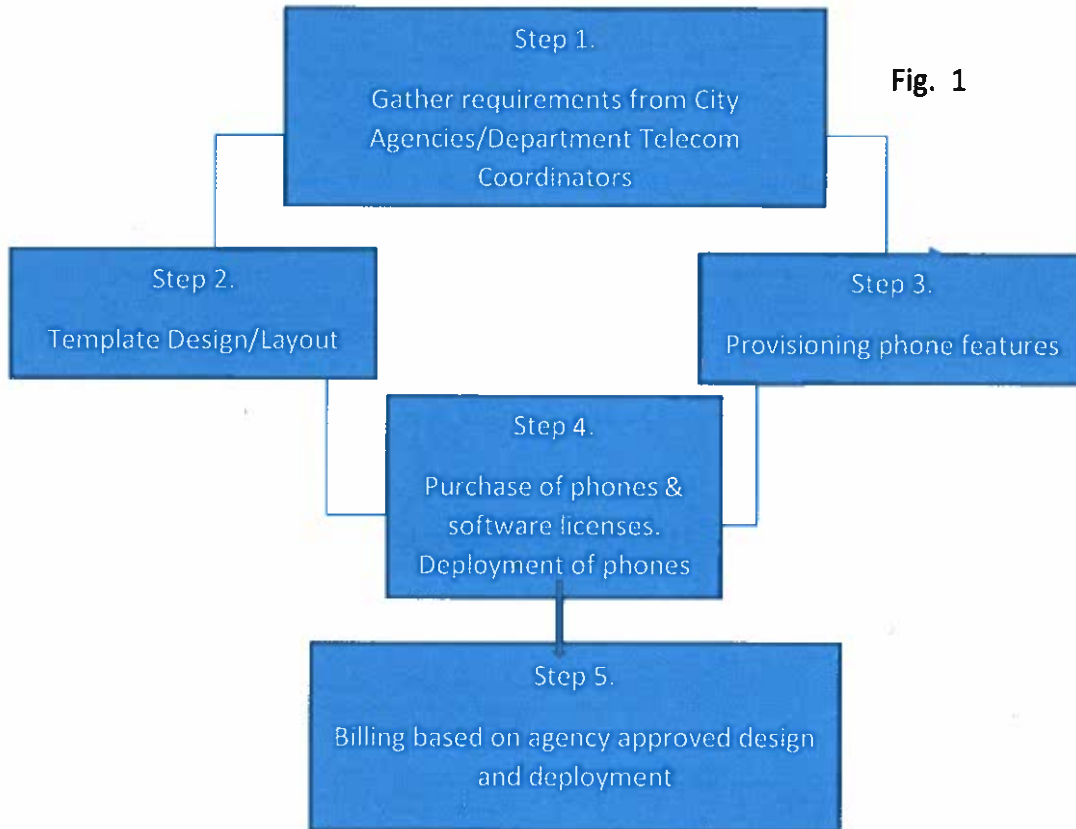 Step 1.
Fig. 1
Gather requirements from City
Agencies/Department Telecom
Coordinators
Step 2.
Template Design/Layout
Step 3.
Provisioning phone features
Step 4.
Purchase of phones &
software licenses.
Deployment of phones
Step 5.
Billing based on agency approved design
and deployment